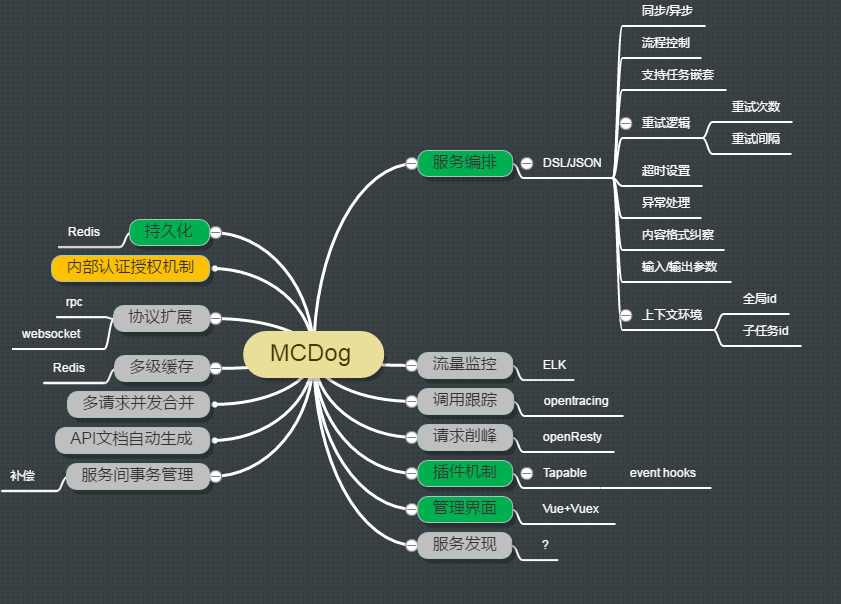 MCDog
服务编排
DSL/JSON
同步/异步
流程控制
支持任务嵌套
重试逻辑
重试次数
重试间隔
超时设置
异常处理
内容格式纠察
输入/输出参数
上下文环境
全局id
子任务id
流量监控
ELK
调用跟踪
opentracing
请求削峰
openResty
插件机制
Tapable
event hooks
管理界面
Vue+Vuex
服务发现
?
持久化
Redis
内部认证授权机制
协议扩展
rpc
websocket
多级缓存
Redis
多请求并发合并
API文档自动生成
服务间事务管理
补偿